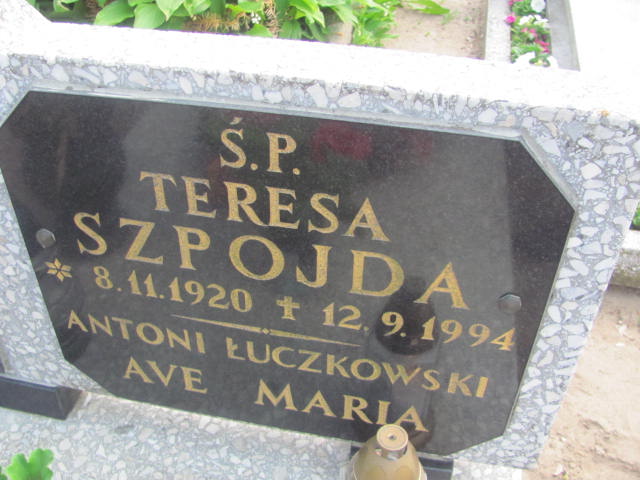 Ś.P.
TERESA
SZPOJDA
8.11.1920 12.9.1994
ANTONI ŁUCZKOWSKI
AVE MARIA